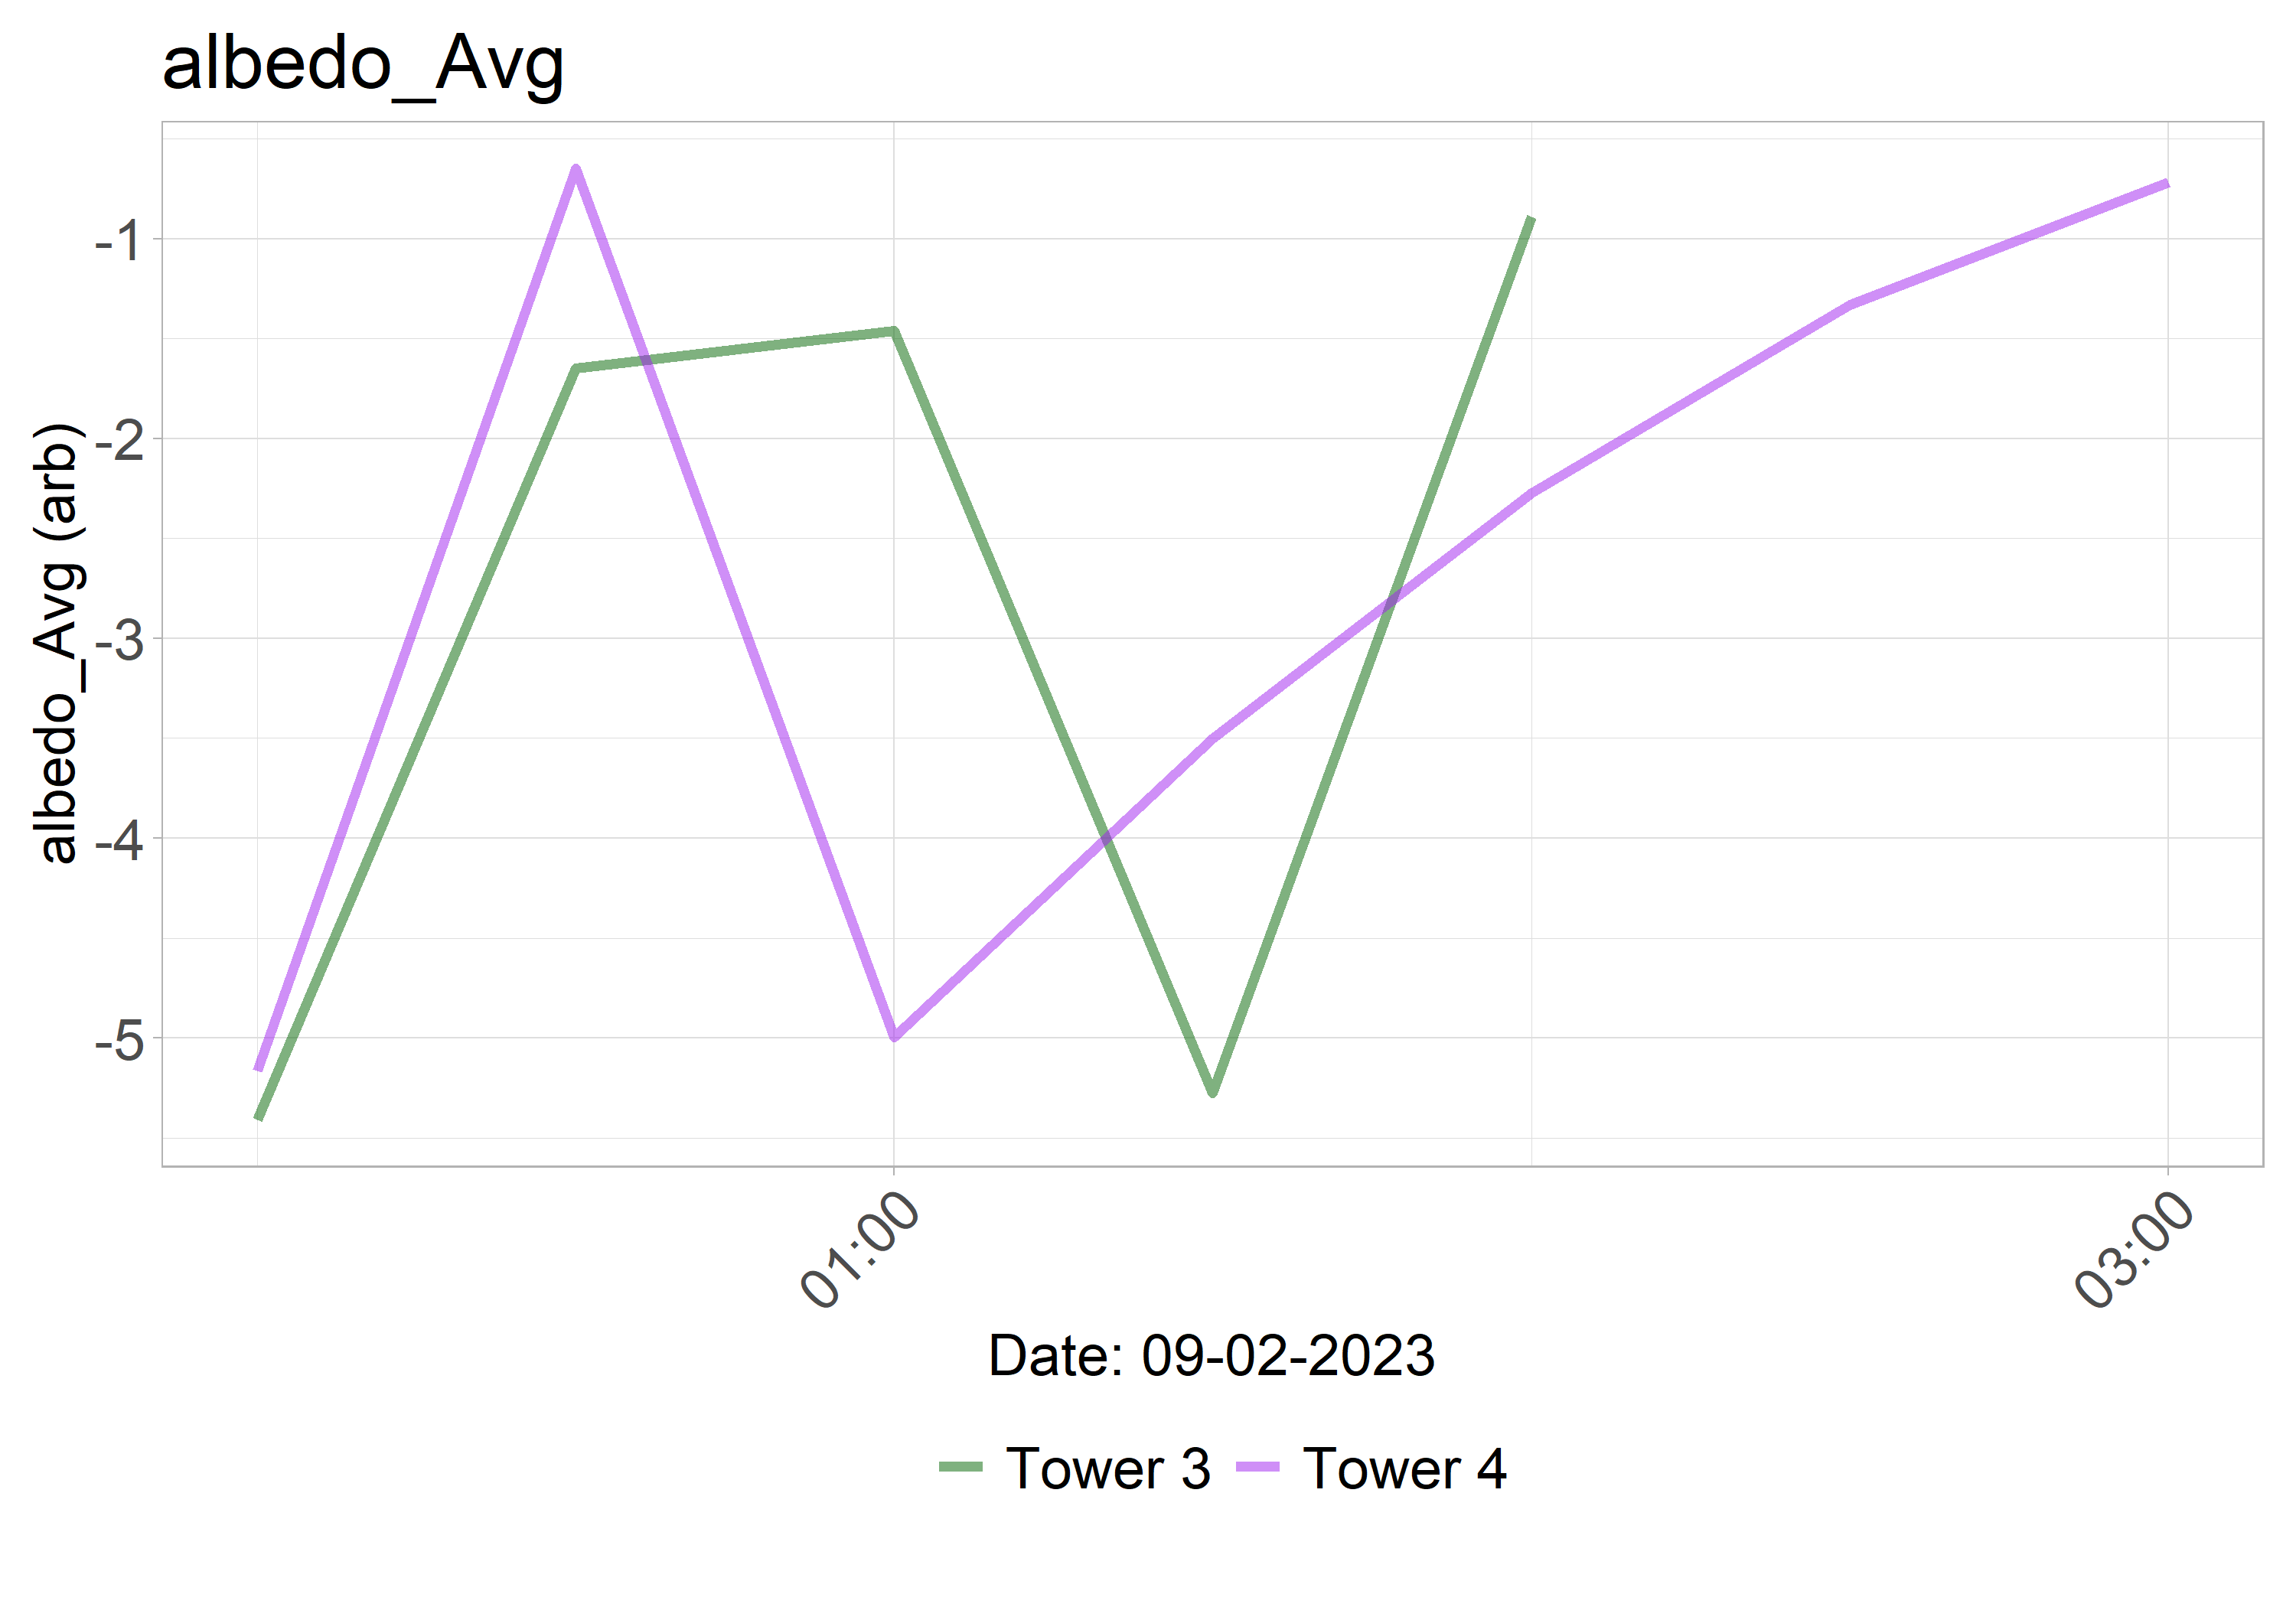 albedo_Avg
albedo_Avg (arb)
-1
-2
-3
-4
-5
01:00
03:00
Date: 09-02-2023
Tower 3
Tower 4